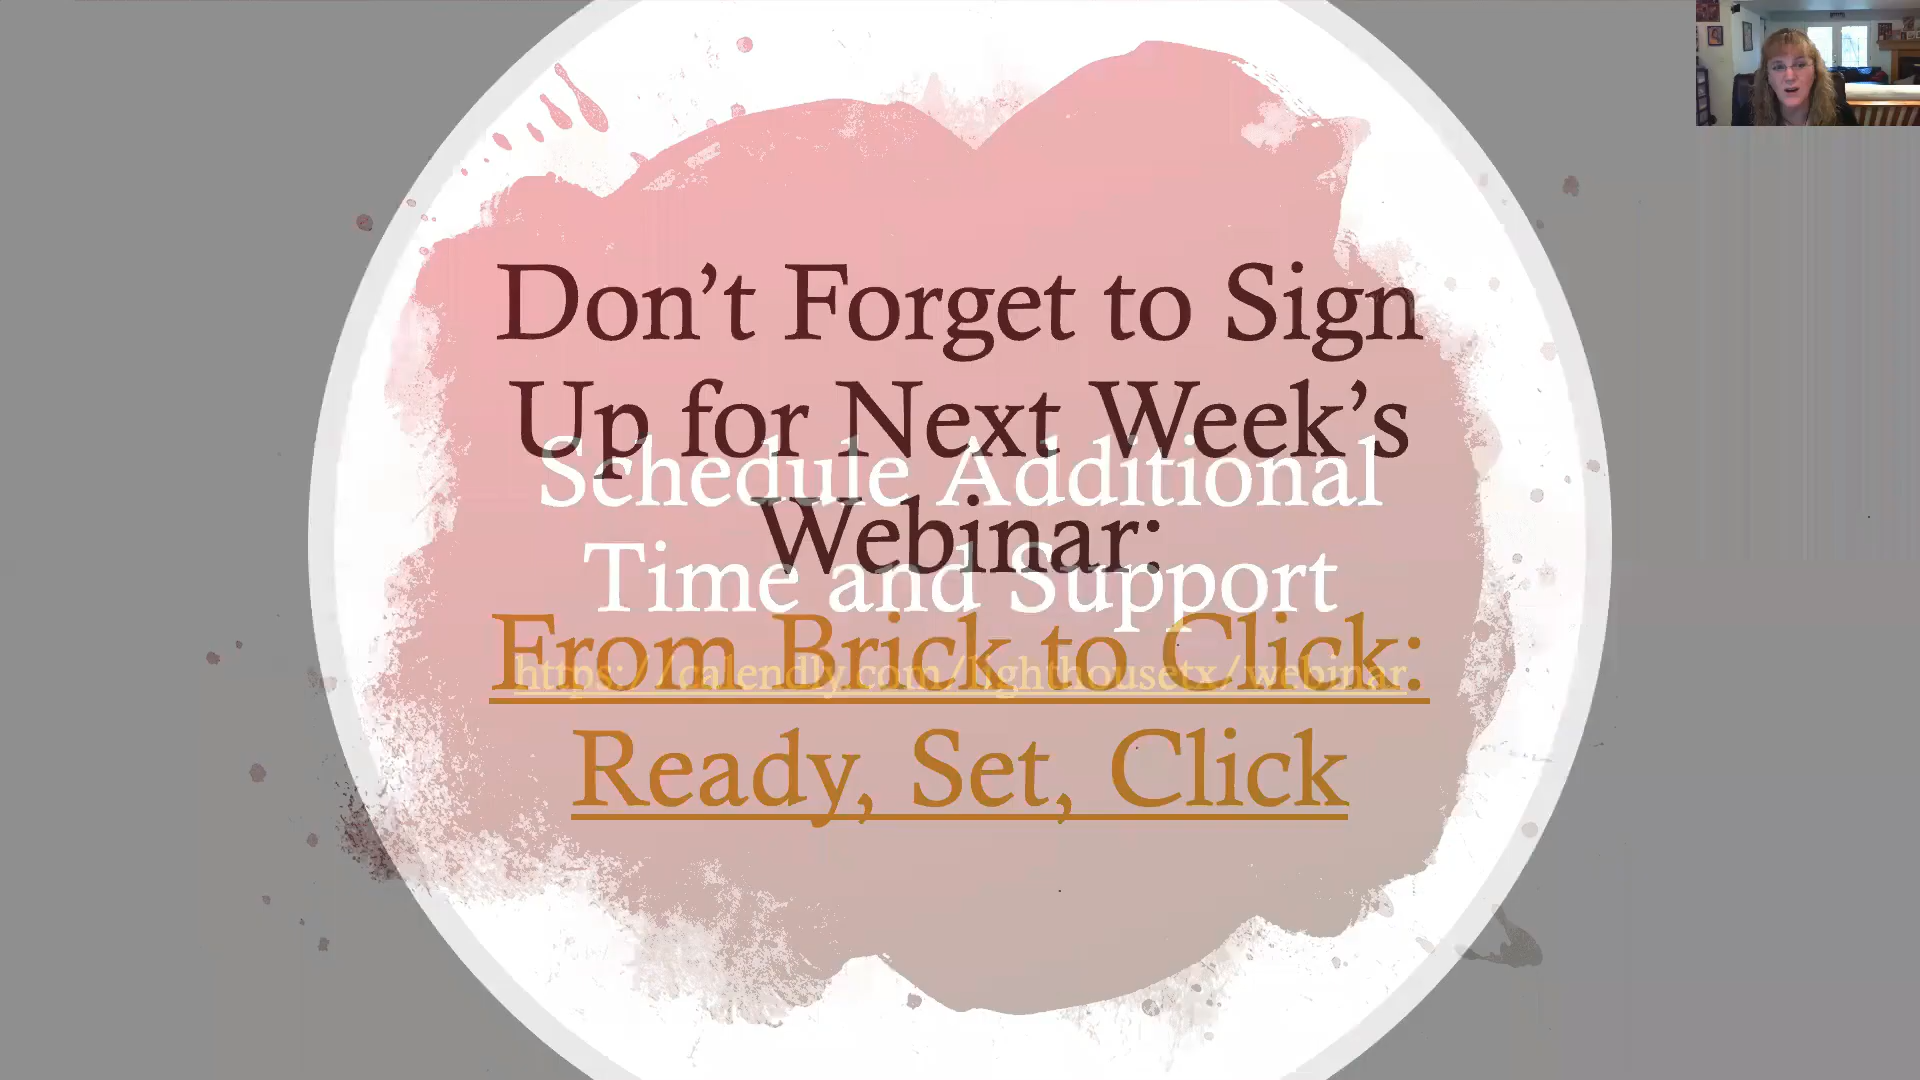 Don’t Forget to Sign
Up for Next Week’s
Webinar:
From Brick to Click:
Ready, Set, Click
Schedule Additional
Time and Support
https://calendly.com/lighthousetx/webinar